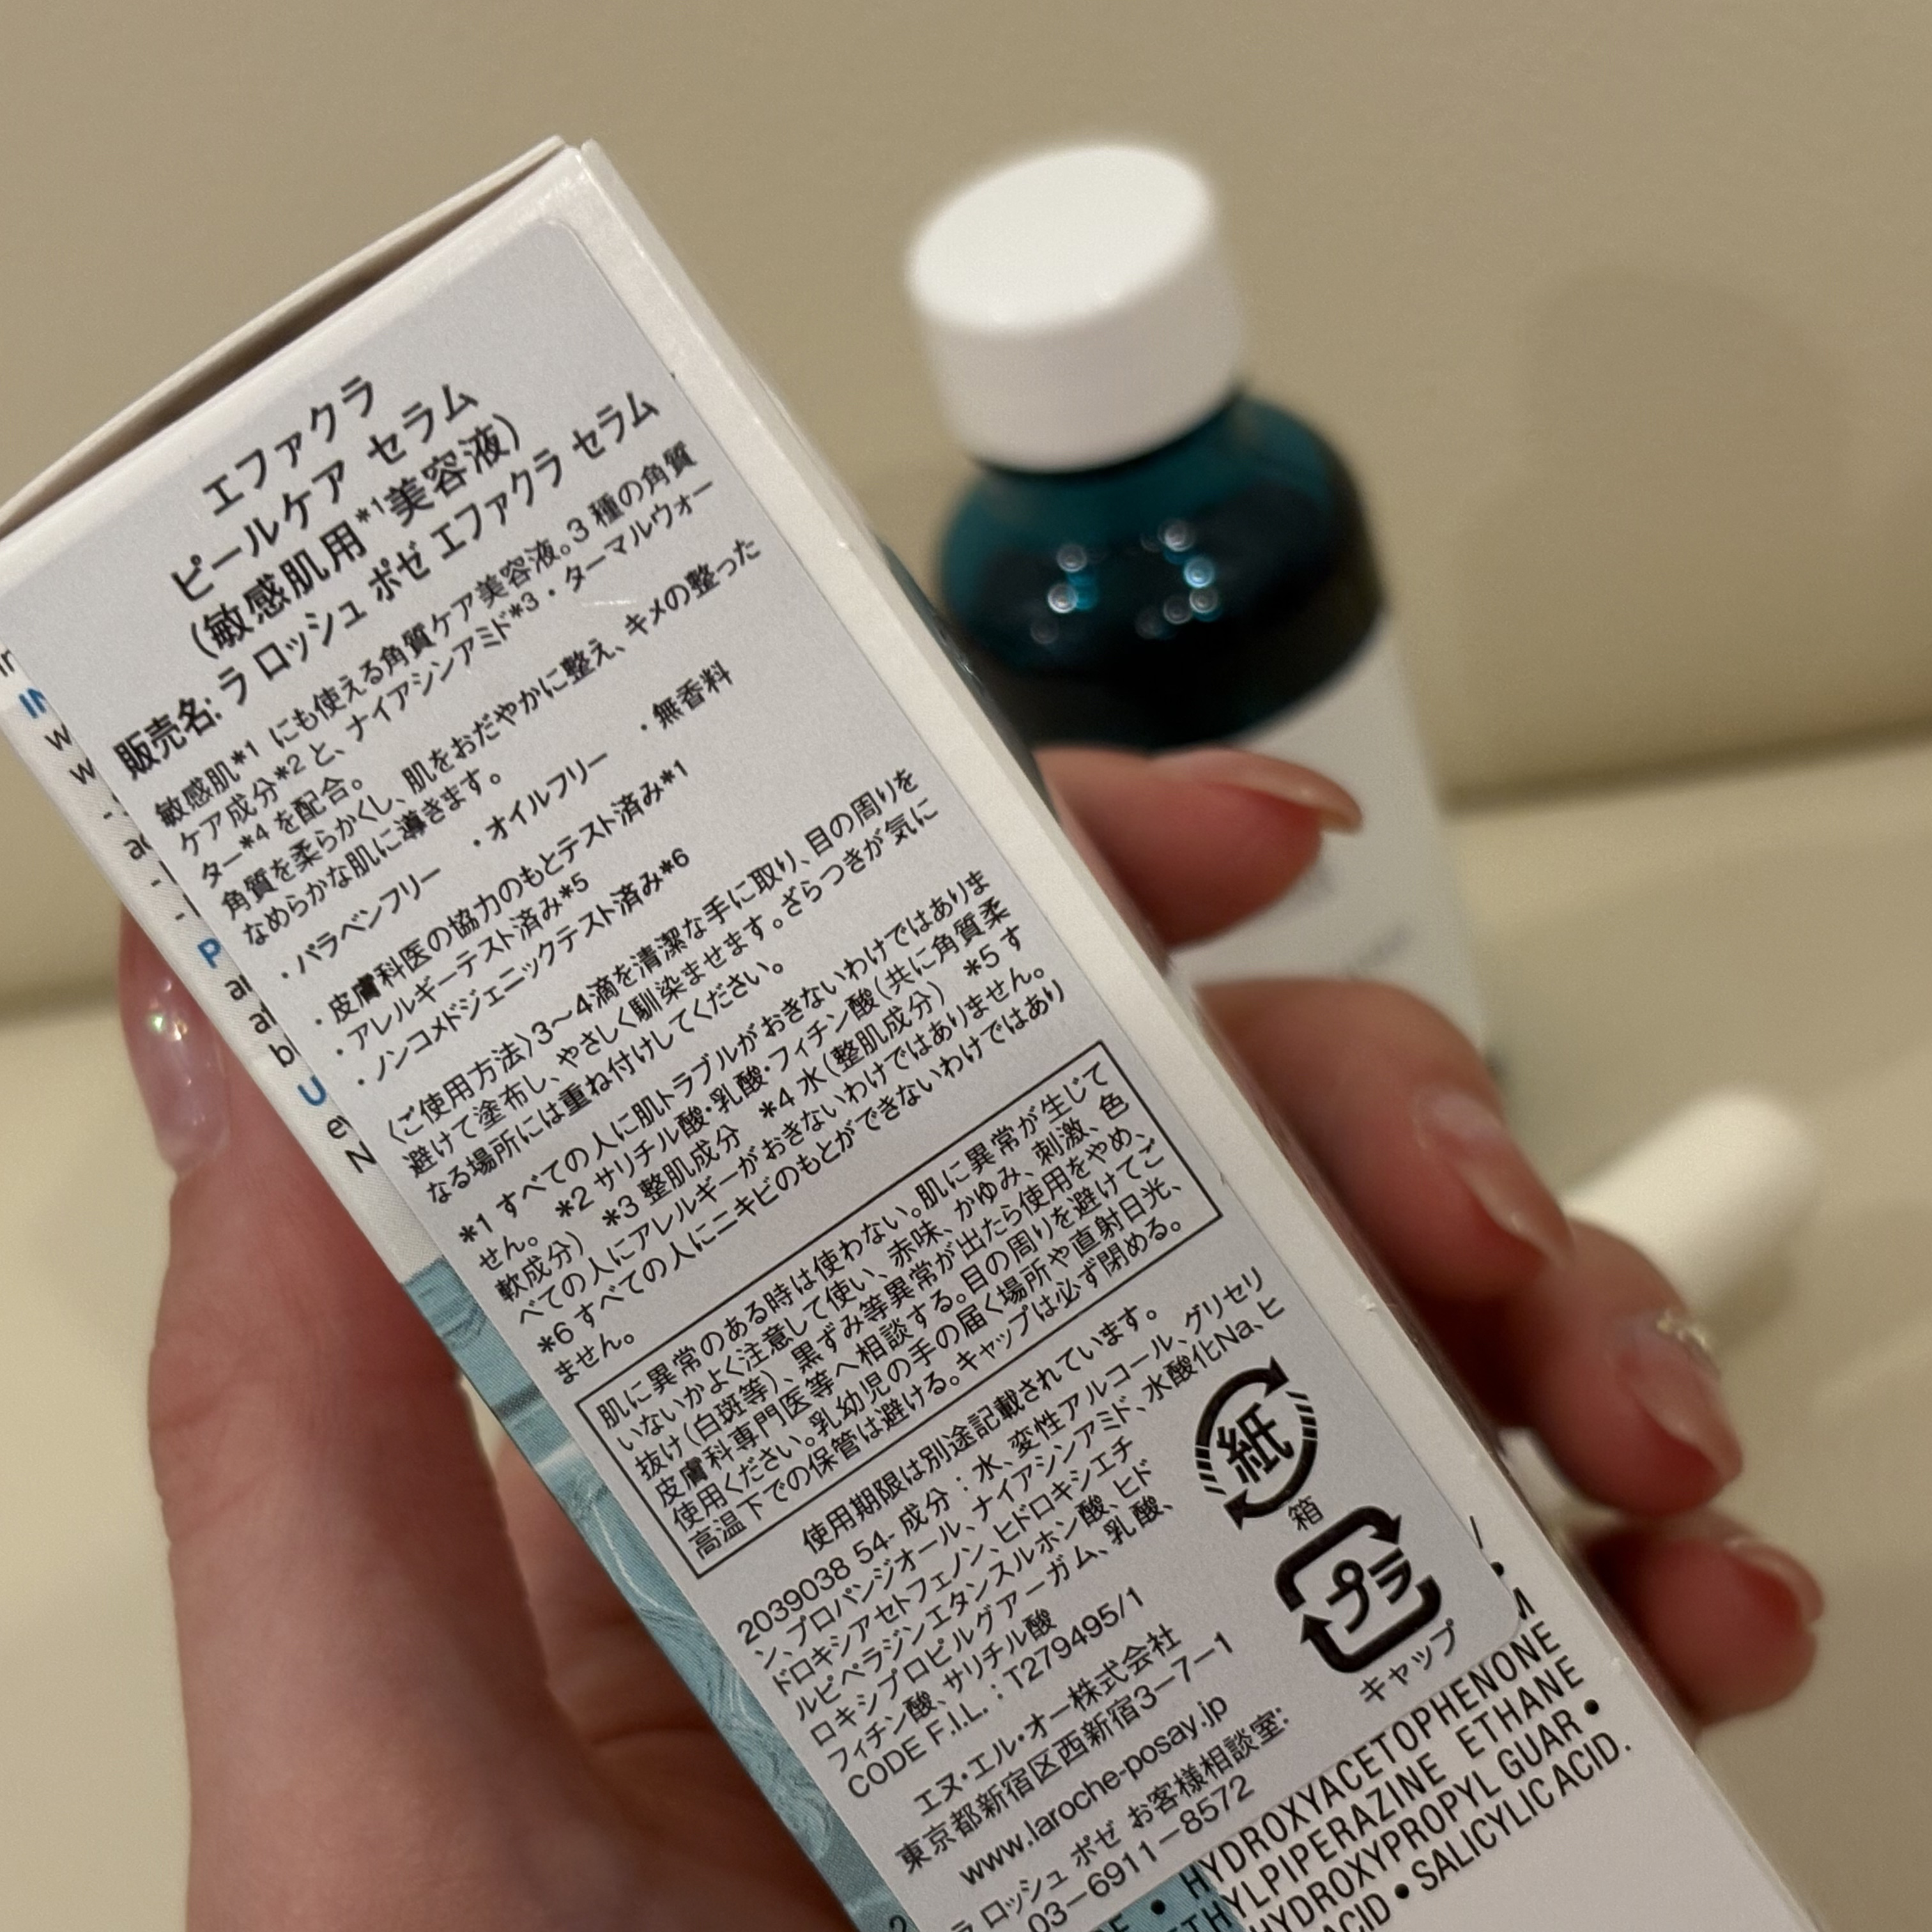 エファクラ
ピールケア セラム
(敏感肌用*1美容液)
販売名: ラ ロッシュ ポゼ エファクラ セラム
敏感肌*1 にも使える角質ケア美容液。3 種の角質
ケア成分*2 と、ナイアシンアミド*3・ターマルウォー
ター*4 を配合。
角質を柔らかくし、肌をおだやかに整え、キメの整った
なめらかな肌に導きます。
・パラベンフリー ・オイルフリー ・無香料
・皮膚科医の協力のもとテスト済み*1
・アレルギーテスト済み*5
・ノンコメドジェニックテスト済み*6
〈ご使用方法〉3～4滴を清潔な手に取り、目の周りを
避けて塗布し、やさしく馴染ませます。ざらつきが気に
なる場所には重ね付けしてください。
*1 すべての人に肌トラブルがおきないわけではありま
せん。 *2 サリチル酸・乳酸・フィチン酸(共に角質柔
軟成分) *3 整肌成分 *4 水(整肌成分) *5 す
べての人にアレルギーがおきないわけではありません。
*6 すべての人にニキビのもとができないわけではあり
ません。
肌に異常のある時は使わない。肌に異常が生じて
いないかよく注意して使い、赤味、かゆみ、刺激、色
抜け(白斑等)、黒ずみ等異常が出たら使用をやめ、
皮膚科専門医等へ相談する。目の周りを避けてご
使用ください。乳幼児の手の届く場所や直射日光、
高温下での保管は避ける。キャップは必ず閉める。
使用期限は別途記載されています。
2039038 54- 成分：水、変性アルコール、グリセリ
ン、プロパンジオール、ナイアシンアミド、水酸化Na、ヒ
ドロキシアセトフェノン、ヒドロキシエチ
ルピペラジンエタンスルホン酸、ヒド
ロキシプロピルグアーガム、乳酸、
フィチン酸、サリチル酸
CODE F.I.L. : T279495/1
エヌ・エル・オー株式会社
東京都新宿区西新宿3－7－1
www.laroche-posay.jp
ラ ロッシュ ポゼ お客様相談室:
03－6911－8572
紙
箱
プラ
キャップ
HYDROXYACETOPHENONE
YLPIPERAZINE ETHANE
HYDROXYPROPYL GUAR •
ACID • SALICYLIC ACID.